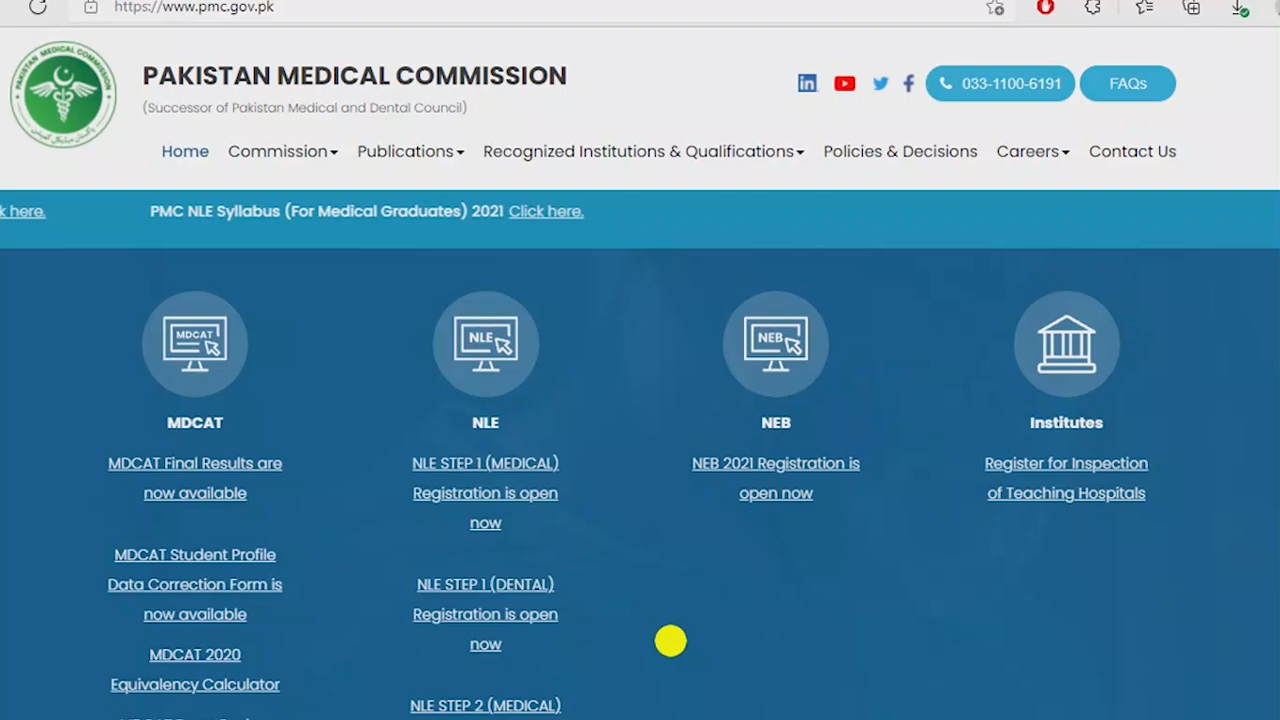 https://www.pmc.gov.pk
PAKISTAN MEDICAL COMMISSION
PAKISTAN MEDICAL COMMISSION
(Successor of Pakistan Medical and Dental Council)
033-1100-6191
FAQs
Home
Commission
Publications
Recognized Institutions & Qualifications
Policies & Decisions
Careers
Contact Us
k here.
PMC NLE Syllabus (For Medical Graduates) 2021 Click here.
MDCAT
MDCAT
MDCAT Final Results are
now available
MDCAT Student Profile
Data Correction Form is
now available
MDCAT 2020
Equivalency Calculator
NLE
NLE
NLE STEP 1 (MEDICAL)
Registration is open
now
NLE STEP 1 (DENTAL)
Registration is open
now
NLE STEP 2 (MEDICAL)
NEB
NEB
NEB 2021 Registration is
open now
Institutes
Register for Inspection
of Teaching Hospitals